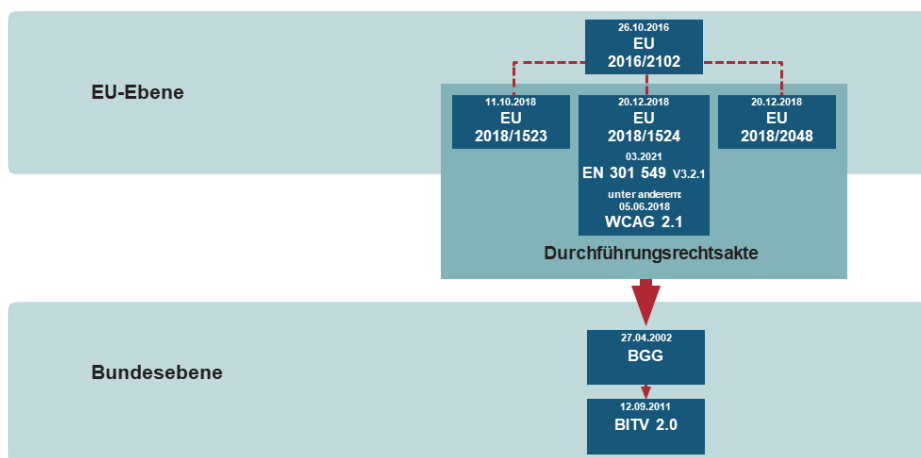 EU-Ebene
26.10.2016
EU
2016/2102
11.10.2018
EU
2018/1523
20.12.2018
EU
2018/1524
03.2021
EN 301 549 V3.2.1
unter anderem:
05.06.2018
WCAG 2.1
20.12.2018
EU
2018/2048
Durchführungsrechtsakte
Bundesebene
27.04.2002
BGG
12.09.2011
BITV 2.0